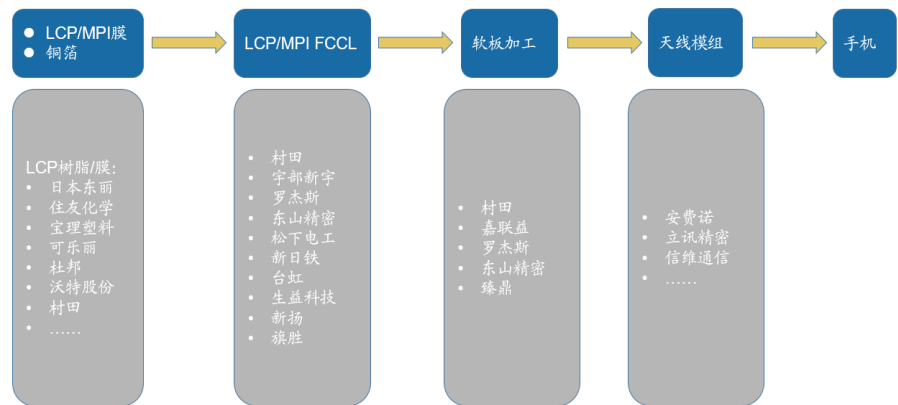 ● LCP/MPI膜
● 铜箔
LCP/MPI FCCL
软板加工
天线模组
手机
LCP树脂/膜:
• 日本东丽
• 住友化学
• 宝理塑料
• 可乐丽
• 杜邦
• 沃特股份
• 村田
• ……
• 村田
• 宇部新宇
• 罗杰斯
• 东山精密
• 松下电工
• 新日铁
• 台虹
• 生益科技
• 新扬
• 旗胜
• 村田
• 嘉联益
• 罗杰斯
• 东山精密
• 臻鼎
• 安费诺
• 立讯精密
• 信维通信
• ……